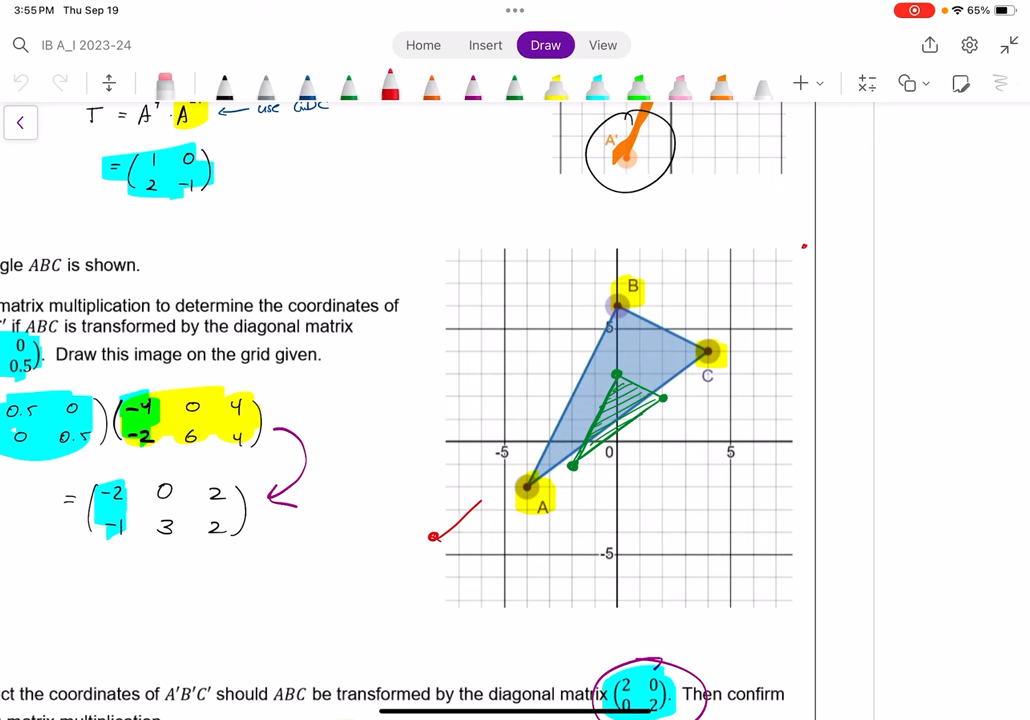 3:55 PM Thu Sep 19
65%
IB A_I 2023-24
Home Insert Draw View
T = A' · A ← use GDC
= ( 1 0
2 -1 )
A'
gle ABC is shown.
matrix multiplication to determine the coordinates of
' if ABC is transformed by the diagonal matrix
0
0.5 ). Draw this image on the grid given.
0.5 0
0 0.5 ) ( -4 0 4
-2 6 4 )
= ( -2 0 2
-1 3 2 )
B
5
C
-5 0 5
A
-5
ct the coordinates of A'B'C' should ABC be transformed by the diagonal matrix ( 2 0
0 2 ). Then confirm